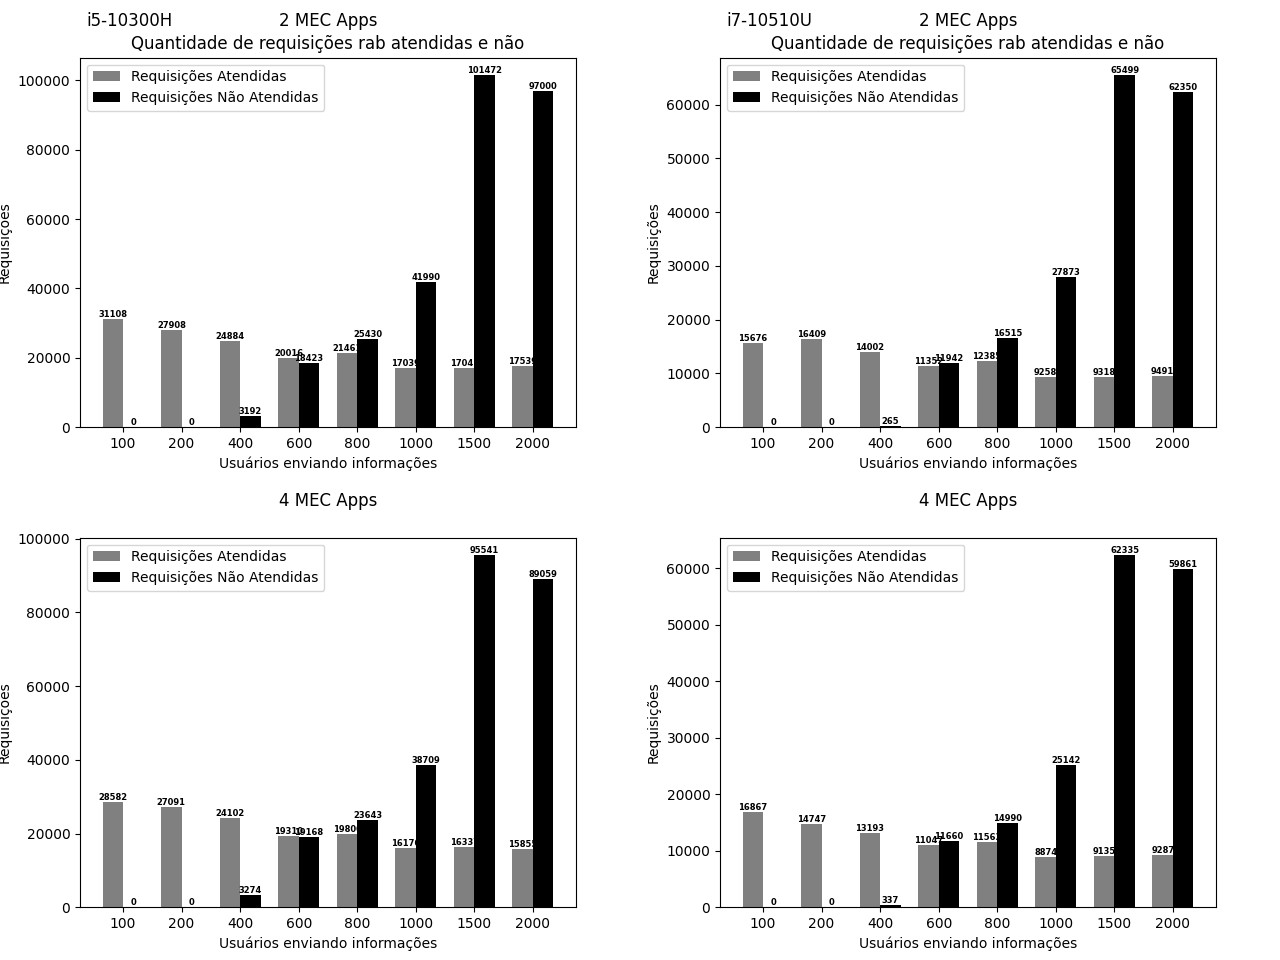 i5-10300H
2 MEC Apps
Quantidade de requisições rab atendidas e não
Requisições Atendidas
Requisições Não Atendidas
Requisições
100000
80000
60000
40000
20000
0
31108
0
27908
0
24884
3192
20016
18423
25430
17039
41990
101472
17539
97000
100 200 400 600 800 1000 1500 2000
Usuários enviando informações
i7-10510U
2 MEC Apps
Quantidade de requisições rab atendidas e não
Requisições Atendidas
Requisições Não Atendidas
Requisições
60000
50000
40000
30000
20000
10000
0
15676
0
16409
0
14002
265
11942
12385
16515
9258
27873
9318
65499
9491
62350
100 200 400 600 800 1000 1500 2000
Usuários enviando informações
4 MEC Apps
Requisições Atendidas
Requisições Não Atendidas
Requisições
100000
80000
60000
40000
20000
0
28582
0
27091
0
24102
3274
19168
23643
38709
95541
89059
100 200 400 600 800 1000 1500 2000
Usuários enviando informações
4 MEC Apps
Requisições Atendidas
Requisições Não Atendidas
Requisições
60000
50000
40000
30000
20000
10000
0
16867
0
14747
0
13193
337
11660
14990
8874
25142
9135
62335
9287
59861
100 200 400 600 800 1000 1500 2000
Usuários enviando informações